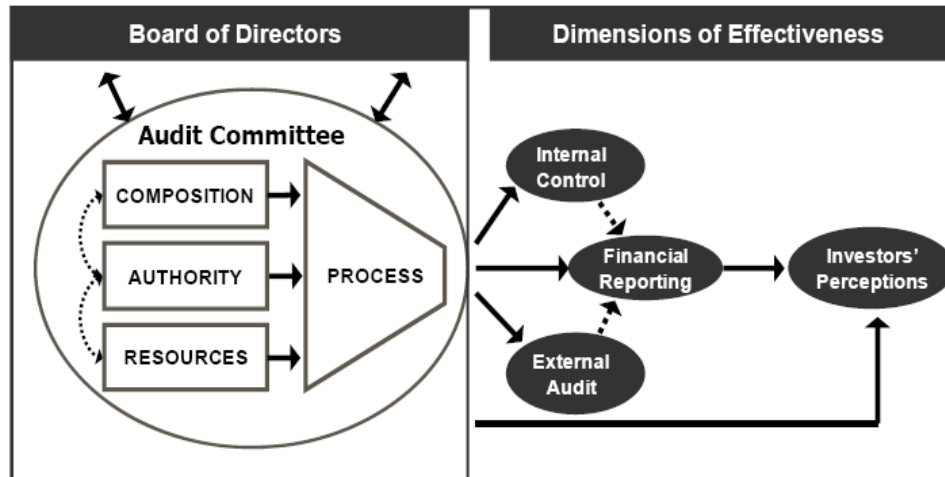 Board of Directors
Dimensions of Effectiveness
Audit Committee
COMPOSITION
AUTHORITY
RESOURCES
PROCESS
Internal
Control
Financial
Reporting
External
Audit
Investors’
Perceptions